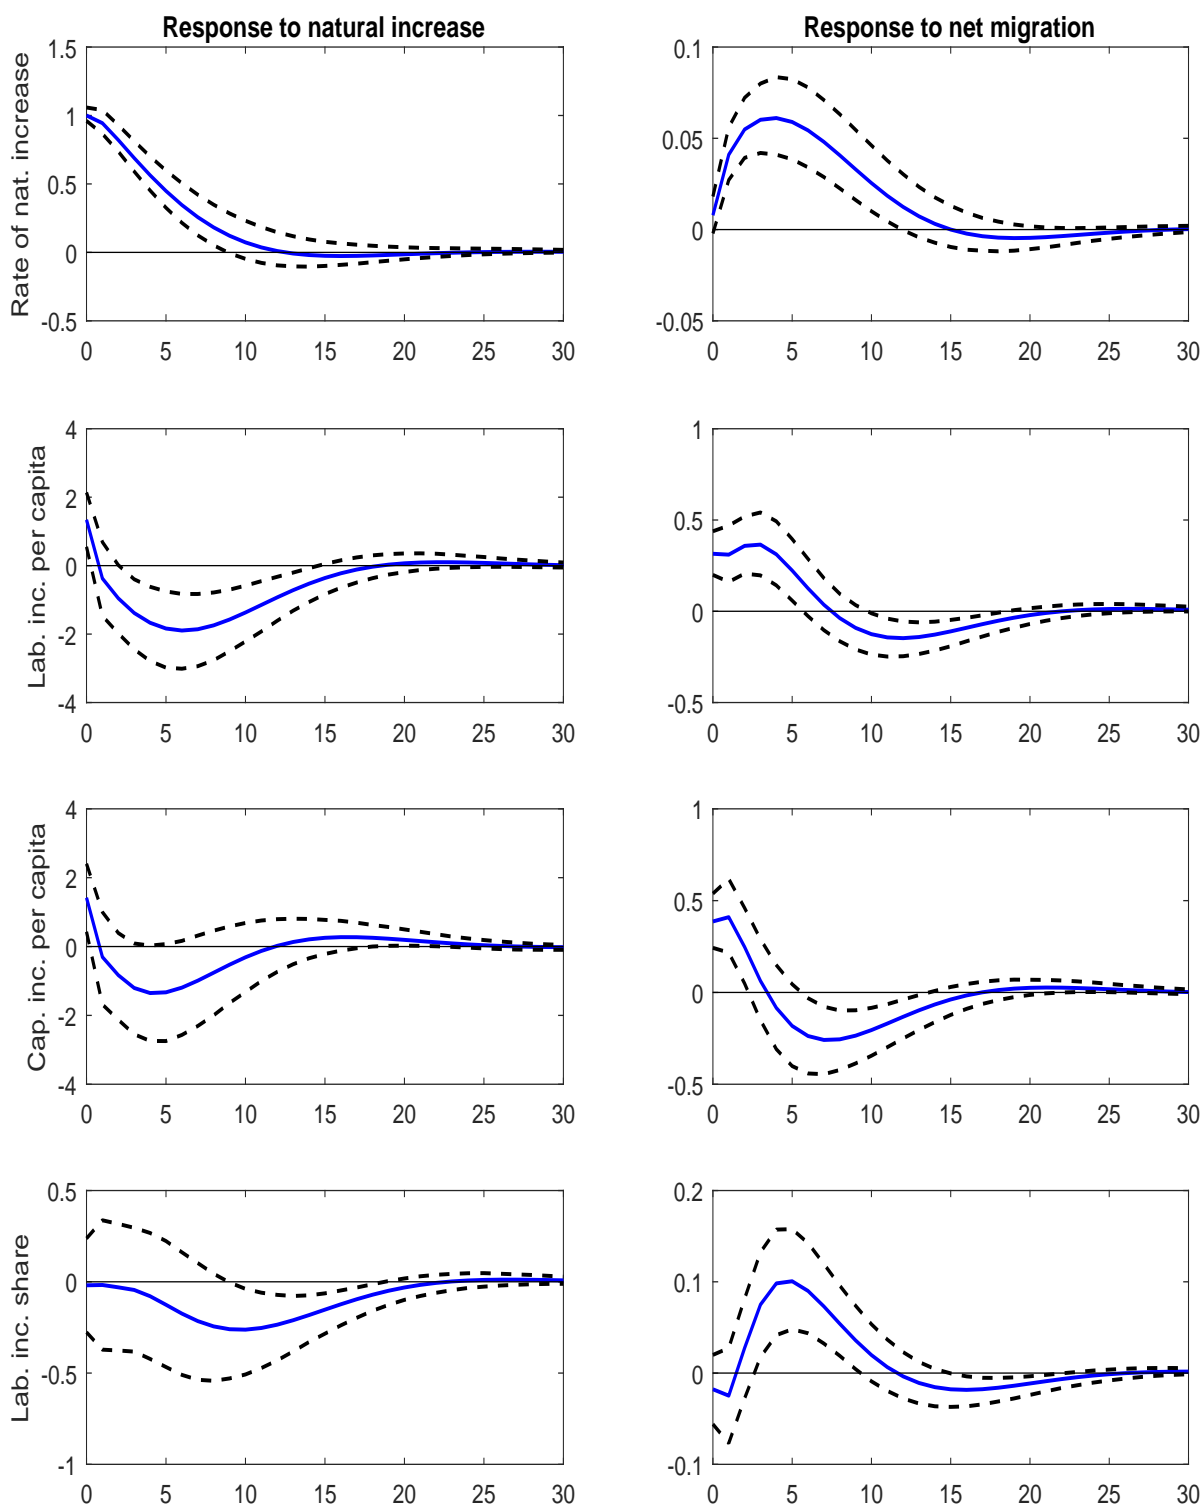 Response to natural increase
Response to net migration
Rate of nat. increase
1.5
1
0.5
0
-0.5
0 5 10 15 20 25 30
0.1
0.05
0
-0.05
0 5 10 15 20 25 30
Lab. inc. per capita
4
2
0
-2
-4
0 5 10 15 20 25 30
1
0.5
0
-0.5
0 5 10 15 20 25 30
Cap. inc. per capita
4
2
0
-2
-4
0 5 10 15 20 25 30
1
0.5
0
-0.5
0 5 10 15 20 25 30
Lab. inc. share
0.5
0
-0.5
-1
0 5 10 15 20 25 30
0.2
0.1
0
-0.1
0 5 10 15 20 25 30